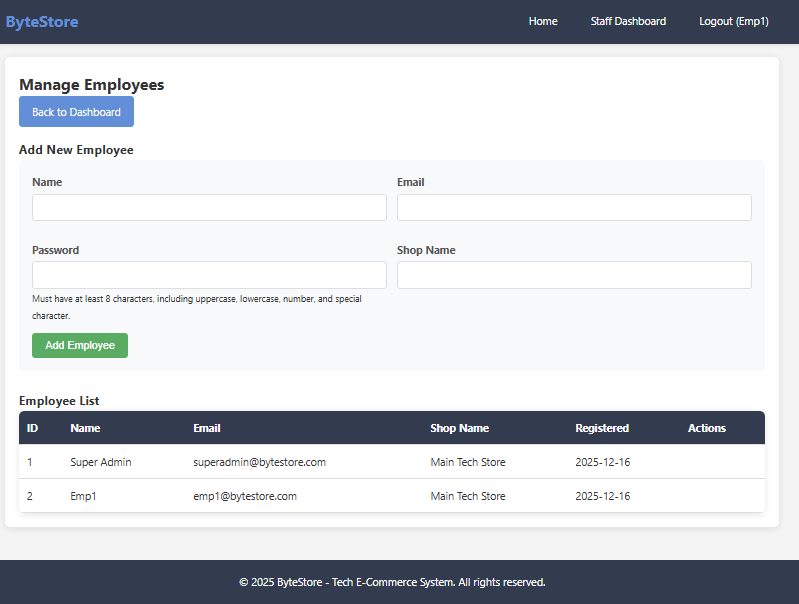 ByteStore
Home Staff Dashboard Logout (Emp1)
Manage Employees
Back to Dashboard
Add New Employee
Name Email
Password Shop Name
Must have at least 8 characters, including uppercase, lowercase, number, and special
character.
Add Employee
Employee List
ID Name Email Shop Name Registered Actions
1 Super Admin superadmin@bytestore.com Main Tech Store 2025-12-16
2 Emp1 emp1@bytestore.com Main Tech Store 2025-12-16
© 2025 ByteStore - Tech E-Commerce System. All rights reserved.